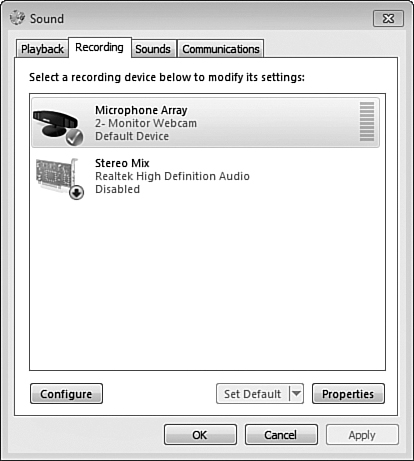 Sound
Playback Recording Sounds Communications
Select a recording device below to modify its settings:
Microphone Array
2- Monitor Webcam
Default Device
Stereo Mix
Realtek High Definition Audio
Disabled
Configure Set Default Properties
OK Cancel Apply